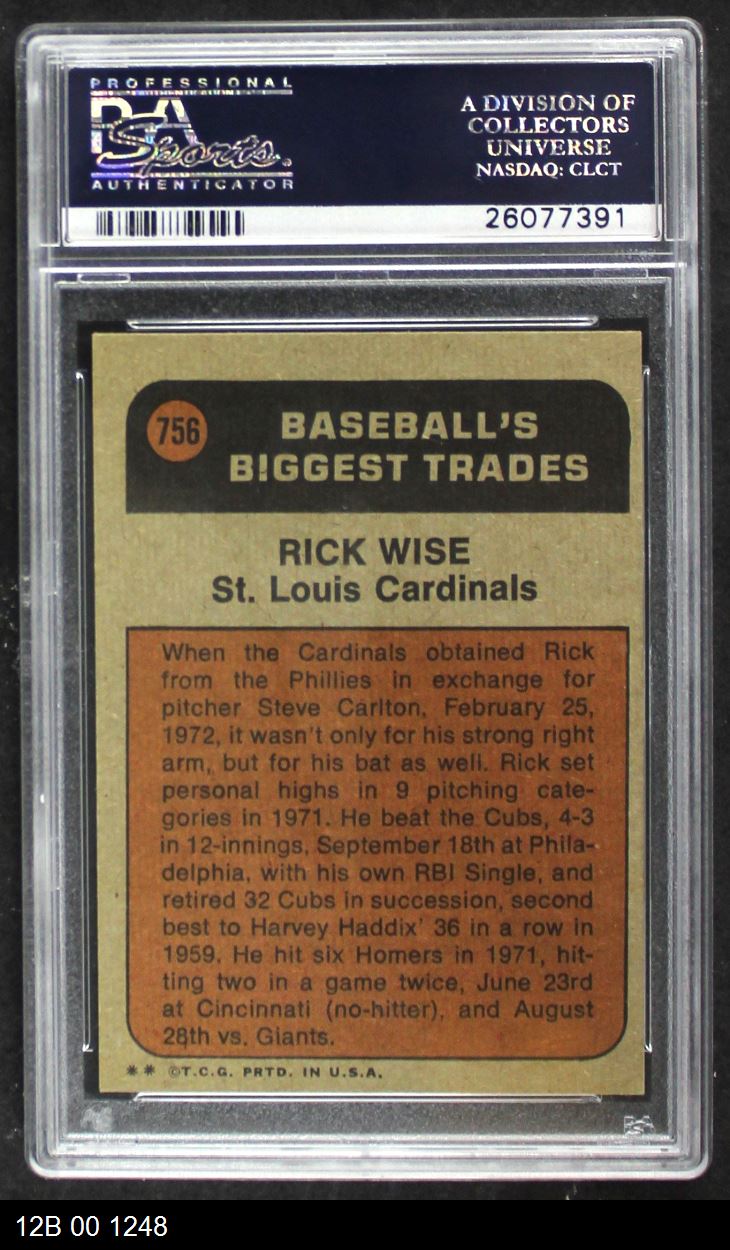 PROFESSIONAL
PSA
Sports.
AUTHENTICATOR
A DIVISION OF
COLLECTORS
UNIVERSE
NASDAQ: CLCT
26077391
756
BASEBALL'S
BIGGEST TRADES
RICK WISE
St. Louis Cardinals
When the Cardinals obtained Rick
from the Phillies in exchange for
pitcher Steve Carlton, February 25,
1972, it wasn't only for his strong right
arm, but for his bat as well. Rick set
personal highs in 9 pitching cate-
gories in 1971. He beat the Cubs, 4-3
in 12-innings, September 18th at Phila-
delphia, with his own RBI Single, and
retired 32 Cubs in succession, second
best to Harvey Haddix' 36 in a row in
1959. He hit six Homers in 1971, hit-
ting two in a game twice, June 23rd
at Cincinnati (no-hitter), and August
28th vs. Giants.
** ©T.C.G. PRTD. IN U.S.A.
PSA
12B 00 1248